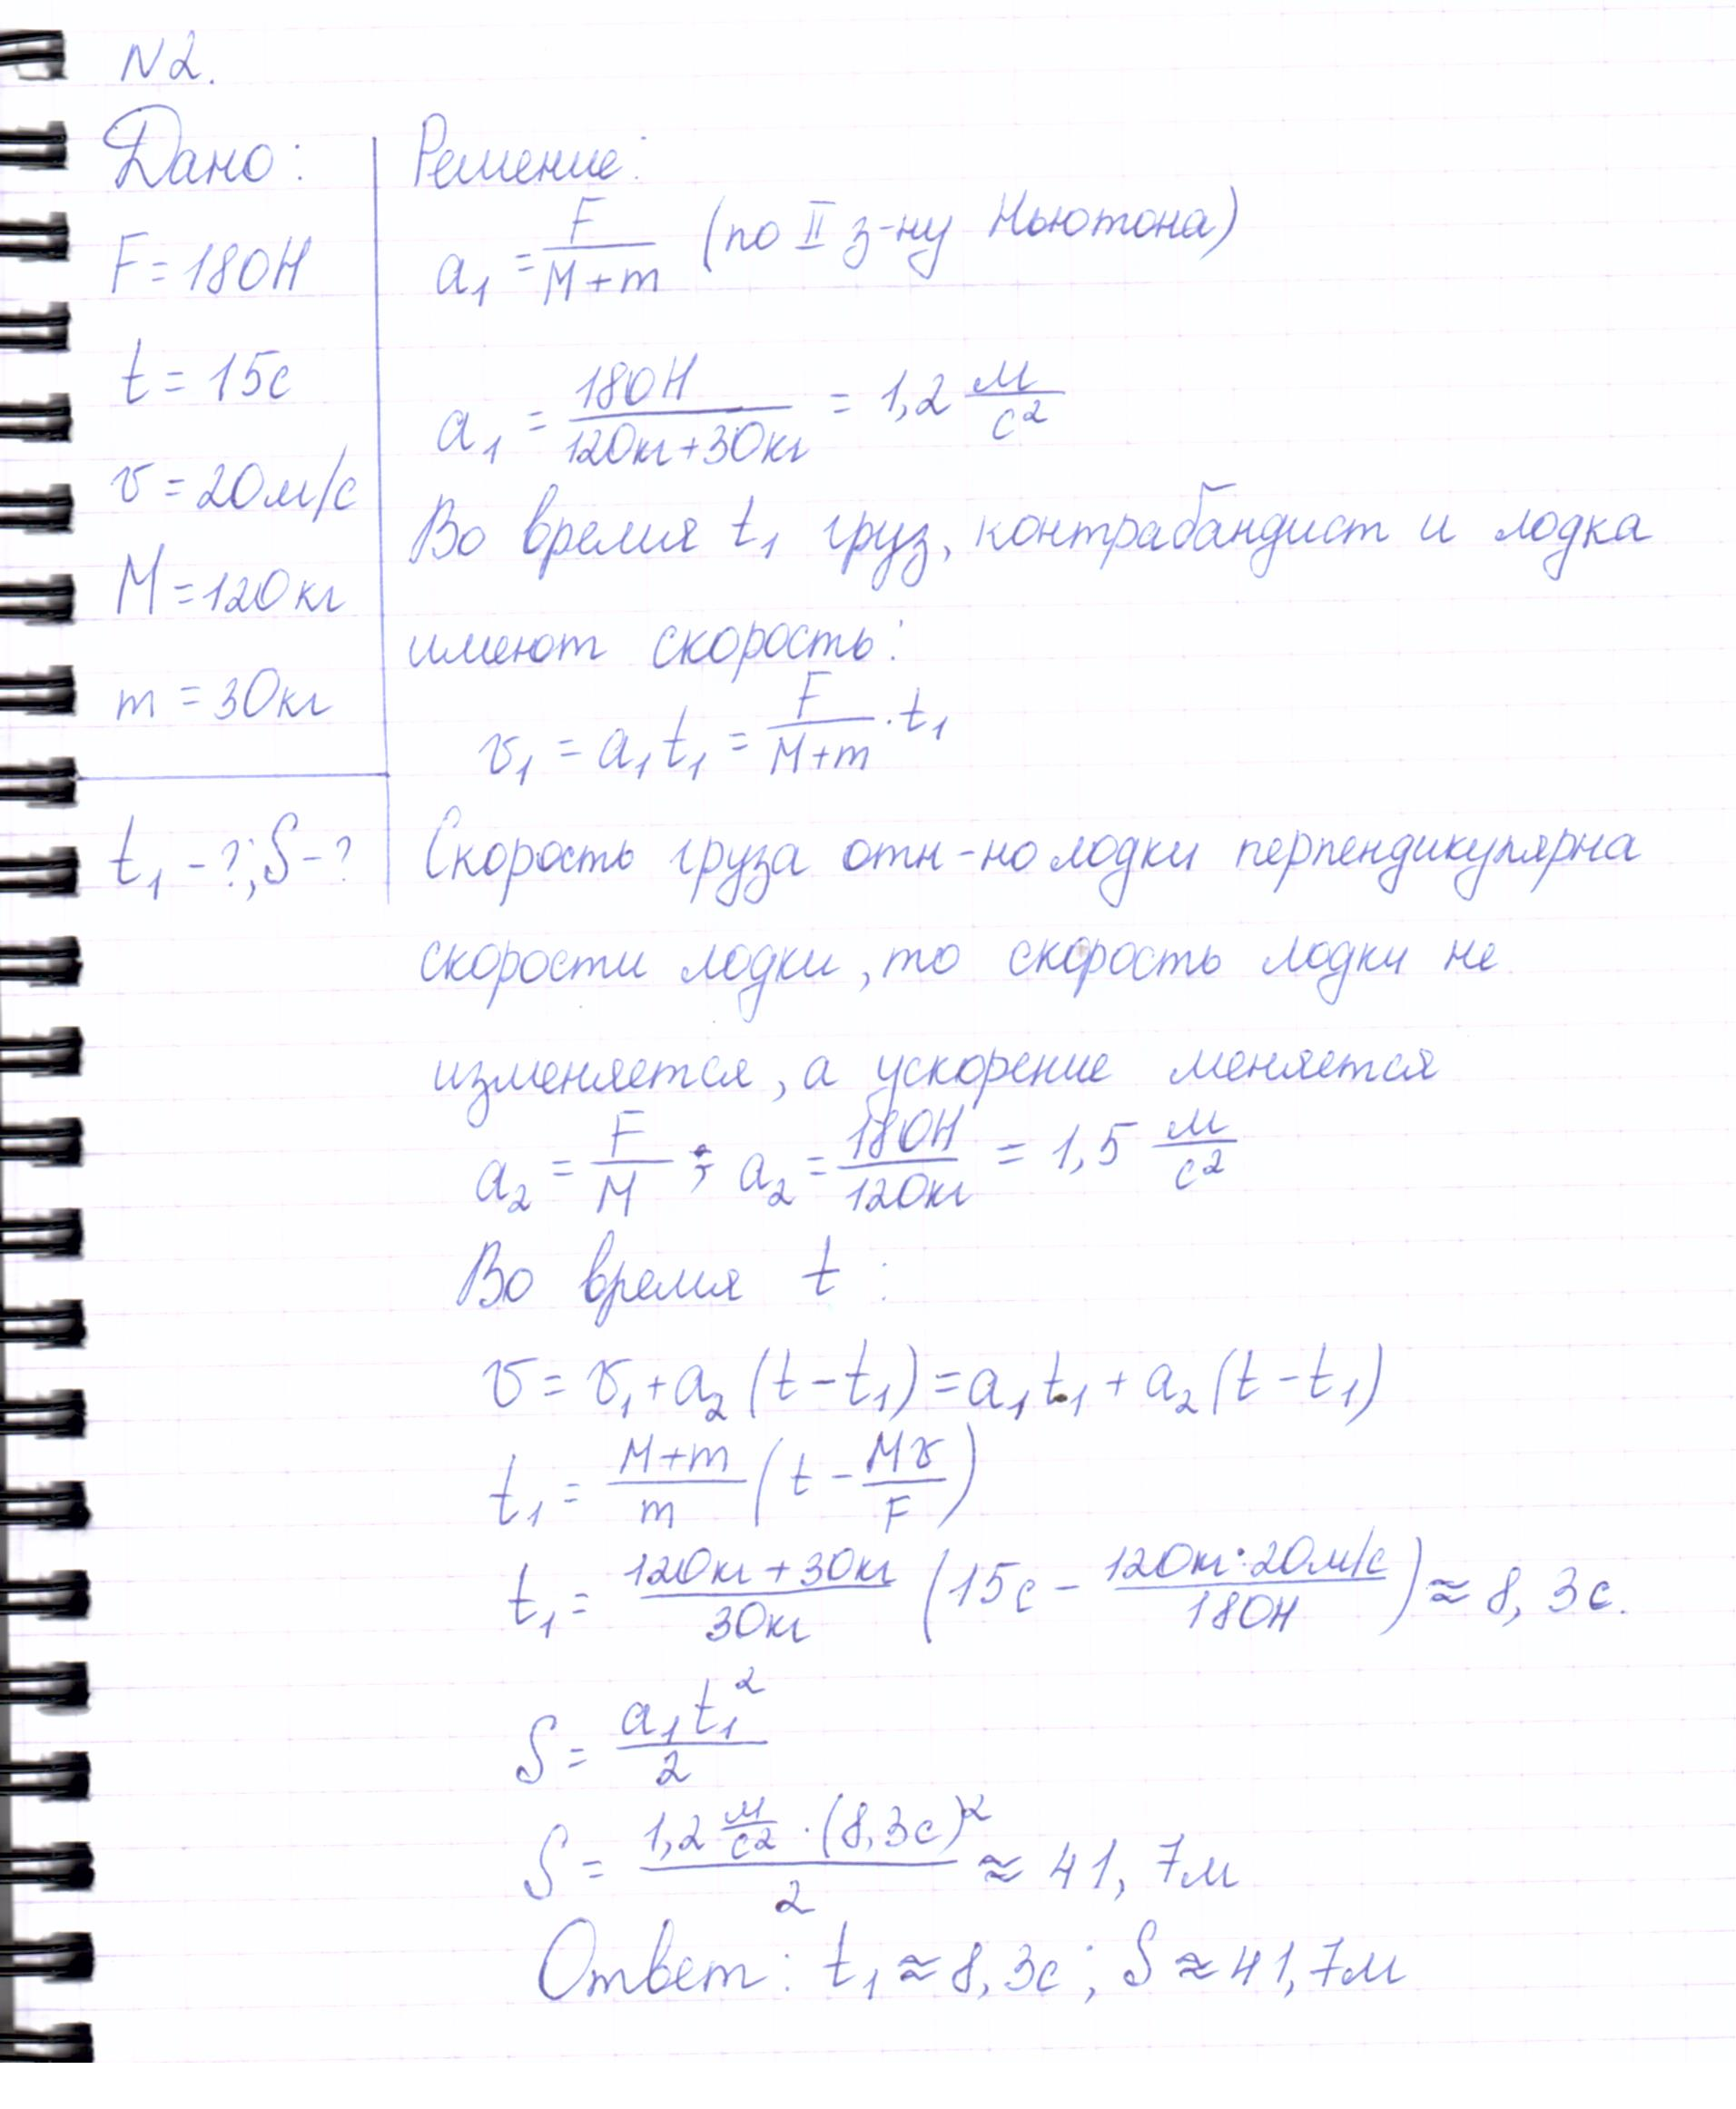 N2.
Дано:
F = 180Н
t = 15с
v = 20м/с
M = 120кг
m = 30кг
t₁ - ?; S - ?
Решение:
a₁ = F/(M+m) (по II з-ну Ньютона)
a₁ = 180Н/(120кг+30кг) = 1,2 м/с²
Во время t₁ груз, контрабандист и лодка
имеют скорость:
v₁ = a₁t₁ = F/(M+m) · t₁
Скорость груза отн-но лодки перпендикулярна
скорости лодки, то скорость лодки не
изменяется, а ускорение меняется
a₂ = F/M ; a₂ = 180Н/120кг = 1,5 м/с²
Во время t :
v = v₁ + a₂(t - t₁) = a₁t₁ + a₂(t - t₁)
t₁ = (M+m)/m (t - Mv/F)
t₁ = (120кг+30кг)/30кг (15с - 120кг·20м/с/180Н) ≈ 8,3с.
S = a₁t₁²/2
S = 1,2 м/с² · (8,3с)²/2 ≈ 41,7м
Ответ: t₁ ≈ 8,3с; S ≈ 41,7м